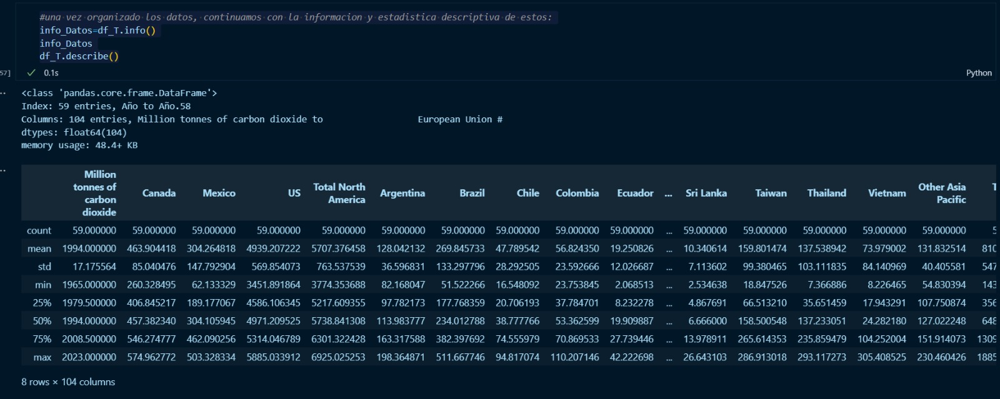 #una vez organizado los datos, continuamos con la informacion y estadistica descriptiva de estos:
info_Datos=df_T.info()
info_Datos
df_T.describe()
57]
0.1s
Python
<class 'pandas.core.frame.DataFrame'>
Index: 59 entries, Año to Año.58
Columns: 104 entries, Million tonnes of carbon dioxide to                   European Union #
dtypes: float64(104)
memory usage: 48.4+ KB
Million tonnes of carbon dioxide Canada Mexico US Total North America Argentina Brazil Chile Colombia Ecuador ... Sri Lanka Taiwan Thailand Vietnam Other Asia Pacific T
count 59.000000 59.000000 59.000000 59.000000 59.000000 59.000000 59.000000 59.000000 59.000000 59.000000 ... 59.000000 59.000000 59.000000 59.000000 59.000000 5
mean 1994.000000 463.904418 304.264818 4939.207222 5707.376458 128.042132 269.845733 47.789542 56.824350 19.250826 ... 10.340614 159.801474 137.538942 73.979002 131.832514 810
std 17.175564 85.040476 147.792904 569.854073 763.537539 36.596831 133.297796 28.292505 23.592666 12.026687 ... 7.113602 99.380465 103.111835 84.140969 40.405581 547
min 1965.000000 260.328495 62.133329 3451.891864 3774.353688 82.168047 51.522266 16.548092 23.753845 2.068513 ... 2.534638 18.847526 7.366886 8.226465 54.830394 143
25% 1979.500000 406.845217 189.177067 4586.106345 5217.609355 97.782173 177.768359 20.706193 37.784701 8.232278 ... 4.867691 66.513210 35.651459 17.943291 107.750874 356
50% 1994.000000 457.382340 304.105945 4971.209525 5738.841308 113.983777 234.012788 38.777766 53.362599 19.909887 ... 6.666000 158.500548 137.233051 24.282180 127.022248 648
75% 2008.500000 546.274777 462.090256 5314.046789 6301.322428 163.317588 382.397692 74.555979 70.869533 27.739446 ... 13.978911 265.614353 235.859479 104.252004 151.914073 1309
max 2023.000000 574.962772 503.328334 5885.033912 6925.025253 198.364871 511.667746 94.817074 110.207146 42.222698 ... 26.643103 286.913018 293.117273 305.408525 230.460426 1885
8 rows × 104 columns